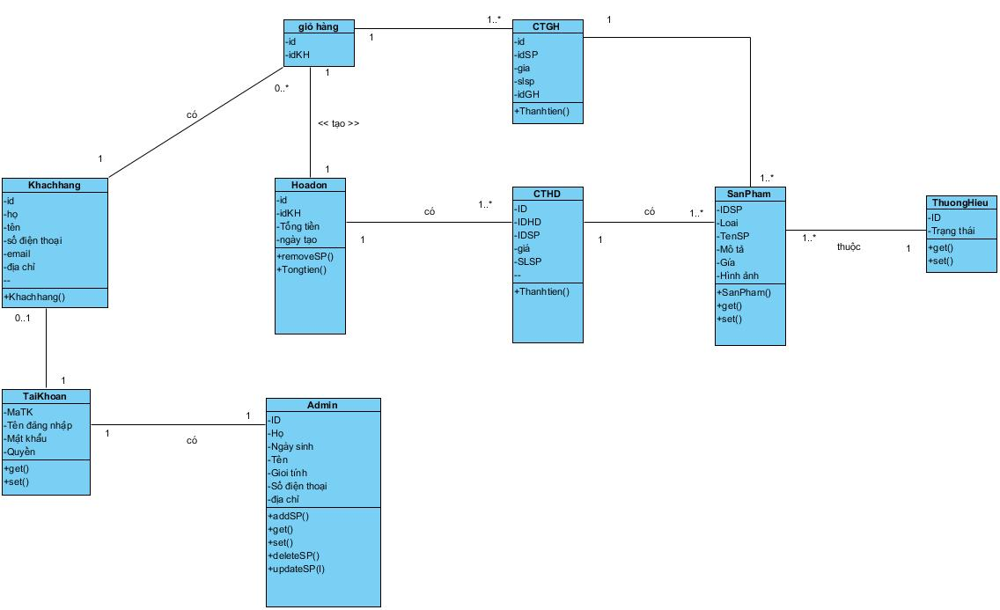 giỏ hàng
-id
-idKH
1
1..*
CTGH
-id
-idSP
-gia
-slsp
-idGH
+Thanhtien()
1
1
0..*
có
<< tạo >>
1
1
1..*
Khachhang
-id
-họ
-tên
-số điện thoại
-email
-địa chỉ
--
+Khachhang()
Hoadon
-id
-idKH
-Tổng tiền
-ngày tạo
+removeSP()
+Tongtien()
1
có
1..*
CTHD
-ID
-IDHD
-IDSP
-giá
-SLSP
--
+Thanhtien()
1
có
1..*
SanPham
-IDSP
-Loai
-TenSP
-Mô tả
-Gía
-Hình ảnh
+SanPham()
+get()
+set()
1..*
thuộc
1
ThuongHieu
-ID
-Trạng thái
+get()
+set()
0..1
1
TaiKhoan
-MaTK
-Tên đăng nhập
-Mật khẩu
-Quyền
+get()
+set()
1
có
1
Admin
-ID
-Họ
-Ngày sinh
-Tên
-Gioi tính
-Số điện thoại
-địa chỉ
+addSP()
+get()
+set()
+deleteSP()
+updateSP(I)